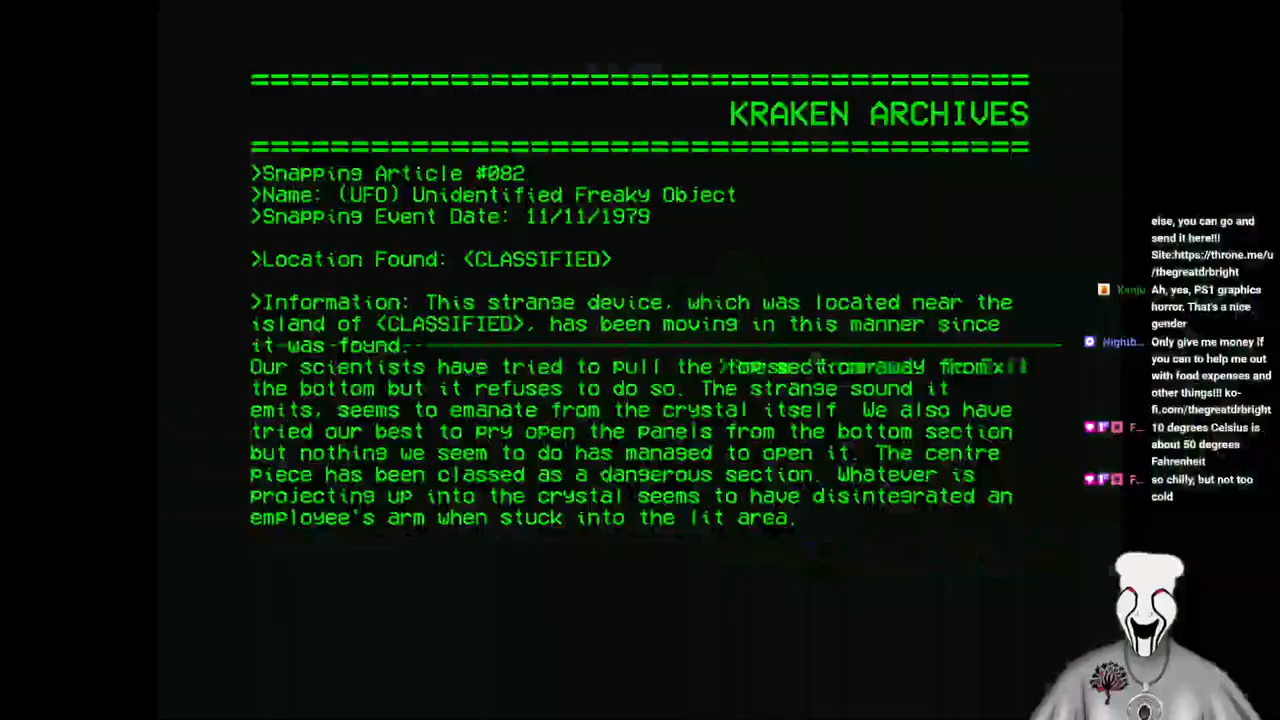 ========================================
KRAKEN ARCHIVES
========================================
>Snapping Article #082
>Name: (UFO) Unidentified Freaky Object
>Snapping Event Date: 11/11/1979
>Location Found: <CLASSIFIED>
>Information: This strange device, which was located near the
island of <CLASSIFIED>, has been moving in this manner since
it was found.
Our scientists have tried to pull the
the bottom but it refuses to do so. The strange sound it
emits, seems to emanate from the crystal itself. We also have
tried our best to pry open the panels from the bottom section
but nothing we seem to do has managed to open it. The centre
piece has been classed as a dangerous section. Whatever is
projecting up into the crystal seems to have disintegrated an
employee's arm when stuck into the lit area.
else, you can go and
send it here!!!
Site:https://throne.me/u
/thegreatdrbright
Kenju Ah, yes, PS1 graphics
horror. That's a nice
gender
Nightb... Only give me money if
you can to help me out
with food expenses and
other things!!! ko-
fi.com/thegreatdrbright
F... 10 degrees Celsius is
about 50 degrees
Fahrenheit
F... so chilly, but not too
cold